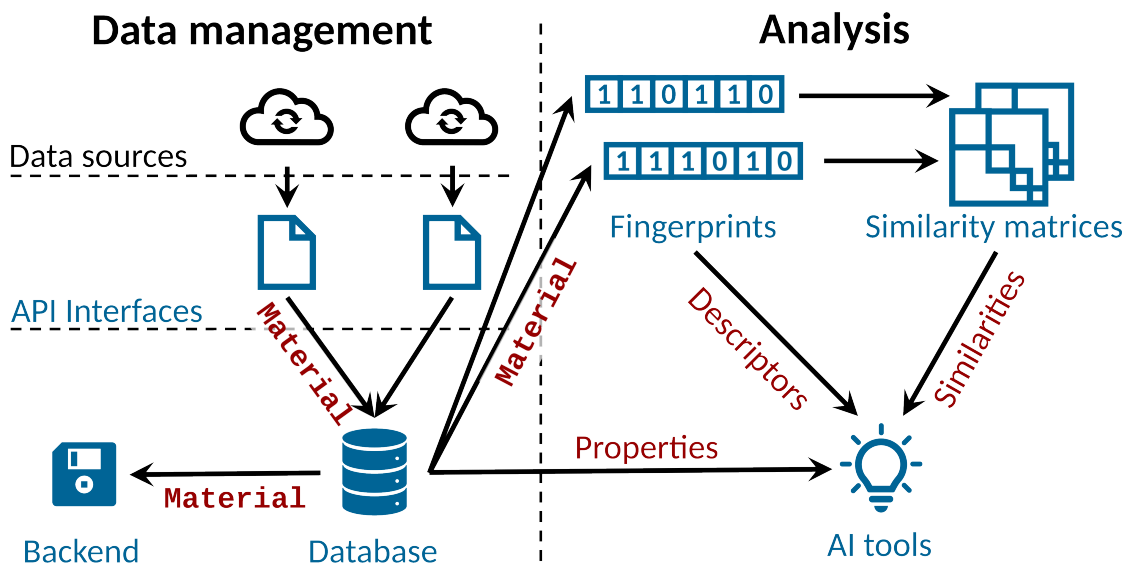 Data management
Analysis
1 1 0 1 1 0
Data sources
1 1 1 0 1 0
Fingerprints
Similarity matrices
API Interfaces
Material
Material
Descriptors
Similarities
Properties
Material
Backend
Database
AI tools